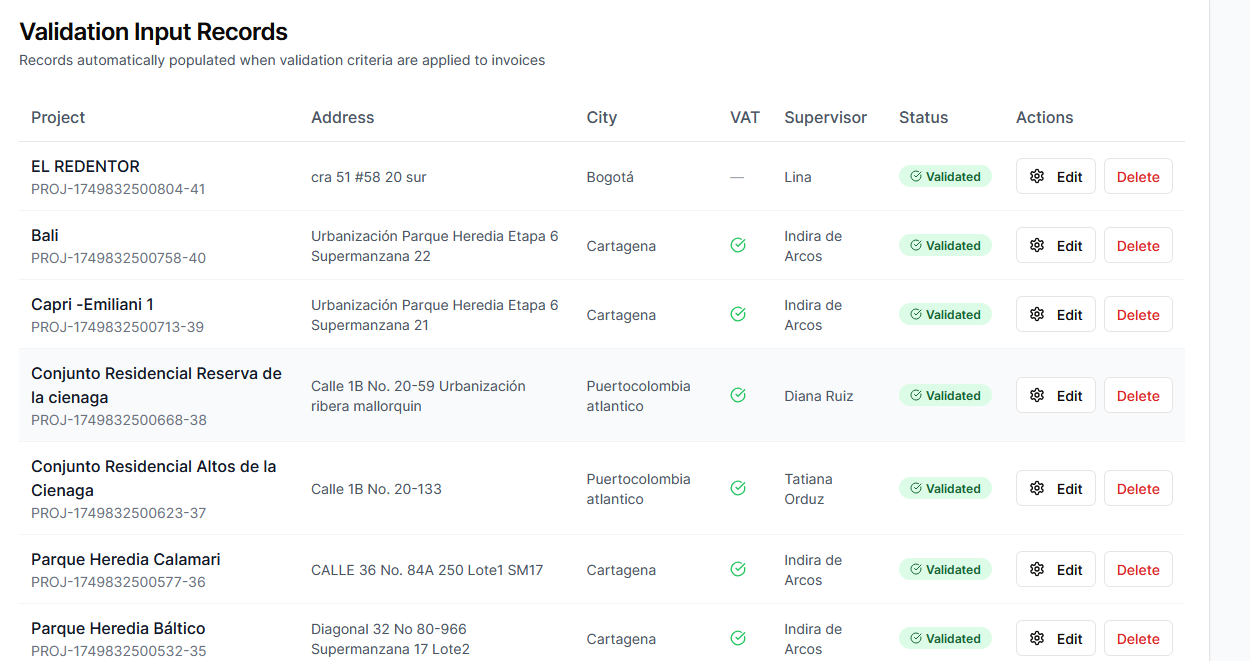 Validation Input Records
Records automatically populated when validation criteria are applied to invoices
Project Address City VAT Supervisor Status Actions
EL REDENTOR
PROJ-1749832500804-41
cra 51 #58 20 sur
Bogotá
—
Lina
Validated
Edit
Delete
Bali
PROJ-1749832500758-40
Urbanización Parque Heredia Etapa 6
Supermanzana 22
Cartagena
Indira de
Arcos
Validated
Edit
Delete
Capri -Emiliani 1
PROJ-1749832500713-39
Urbanización Parque Heredia Etapa 6
Supermanzana 21
Cartagena
Indira de
Arcos
Validated
Edit
Delete
Conjunto Residencial Reserva de
la cienaga
PROJ-1749832500668-38
Calle 1B No. 20-59 Urbanización
ribera mallorquin
Puertocolombia
atlantico
Diana Ruiz
Validated
Edit
Delete
Conjunto Residencial Altos de la
Cienaga
PROJ-1749832500623-37
Calle 1B No. 20-133
Puertocolombia
atlantico
Tatiana
Orduz
Validated
Edit
Delete
Parque Heredia Calamari
PROJ-1749832500577-36
CALLE 36 No. 84A 250 Lote1 SM17
Cartagena
Indira de
Arcos
Validated
Edit
Delete
Parque Heredia Báltico
PROJ-1749832500532-35
Diagonal 32 No 80-966
Supermanzana 17 Lote2
Cartagena
Indira de
Arcos
Validated
Edit
Delete